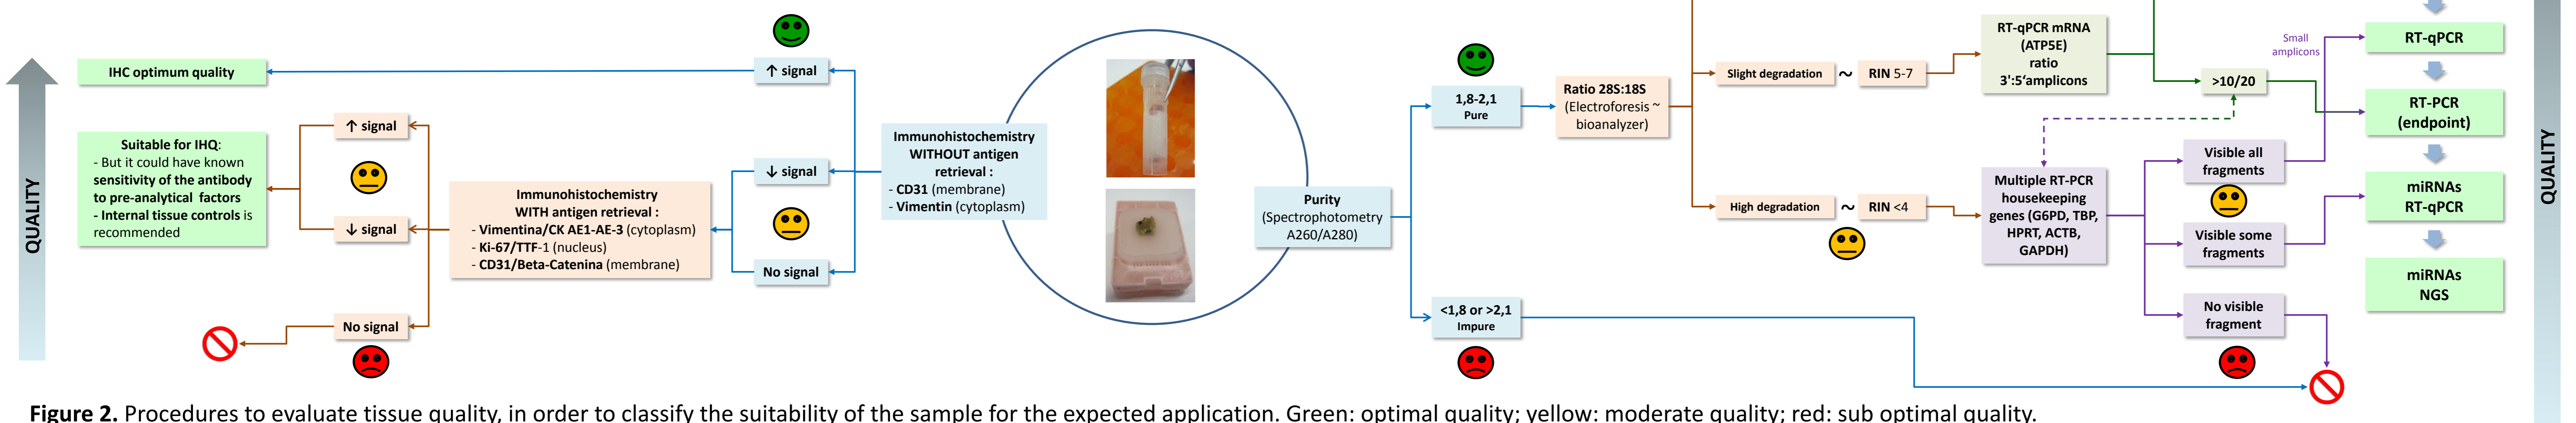 QUALITY
IHC optimum quality
Suitable for IHQ:
- But it could have known
sensitivity of the antibody
to pre-analytical factors
- Internal tissue controls is
recommended
↑ signal
↓ signal
No signal
Immunohistochemistry
WITH antigen retrieval :
- Vimentina/CK AE1-AE-3 (cytoplasm)
- Ki-67/TTF-1 (nucleus)
- CD31/Beta-Catenina (membrane)
↑ signal
↓ signal
No signal
Immunohistochemistry
WITHOUT antigen
retrieval :
- CD31 (membrane)
- Vimentin (cytoplasm)
Purity
(Spectrophotometry
A260/A280)
1,8-2,1
Pure
<1,8 or >2,1
Impure
Ratio 28S:18S
(Electroforesis ~
bioanalyzer)
Slight degradation
~
RIN 5-7
High degradation
~
RIN <4
RT-qPCR mRNA
(ATP5E)
ratio
3':5‘amplicons
Multiple RT-PCR
housekeeping
genes (G6PD, TBP,
HPRT, ACTB,
GAPDH)
>10/20
Visible all
fragments
Visible some
fragments
No visible
fragment
Small
amplicons
RT-qPCR
RT-PCR
(endpoint)
miRNAs
RT-qPCR
miRNAs
NGS
QUALITY
Figure 2. Procedures to evaluate tissue quality, in order to classify the suitability of the sample for the expected application. Green: optimal quality; yellow: moderate quality; red: sub optimal quality.